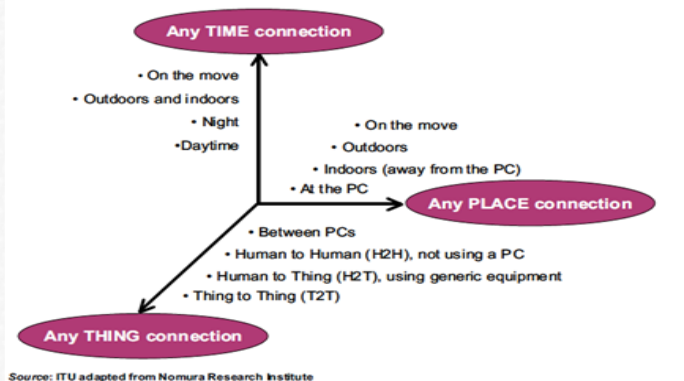 Any TIME connection
• On the move
• Outdoors and indoors
• Night
•Daytime
• On the move
• Outdoors
• Indoors (away from the PC)
• At the PC
Any PLACE connection
• Between PCs
• Human to Human (H2H), not using a PC
• Human to Thing (H2T), using generic equipment
• Thing to Thing (T2T)
Any THING connection
Source: ITU adapted from Nomura Research Institute